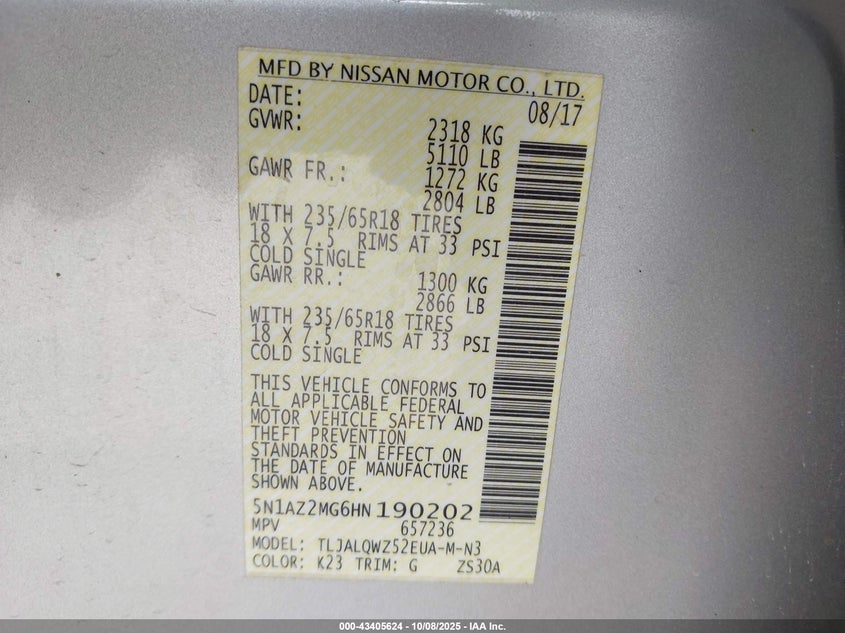 MFD BY NISSAN MOTOR CO., LTD.
DATE: 08/17
GVWR: 2318 KG
5110 LB
GAWR FR.: 1272 KG
2804 LB
WITH 235/65R18 TIRES
18 X 7.5 RIMS AT 33 PSI
COLD SINGLE
GAWR RR.: 1300 KG
2866 LB
WITH 235/65R18 TIRES
18 X 7.5 RIMS AT 33 PSI
COLD SINGLE
THIS VEHICLE CONFORMS TO
ALL APPLICABLE FEDERAL
MOTOR VEHICLE SAFETY AND
THEFT PREVENTION
STANDARDS IN EFFECT ON
THE DATE OF MANUFACTURE
SHOWN ABOVE.
5N1AZ2MG6HN190202
MPV 657236
MODEL: TLJALQWZ52EUA-M-N3
COLOR: K23 TRIM: G ZS30A
000-43405624 - 10/08/2025 - IAA Inc.